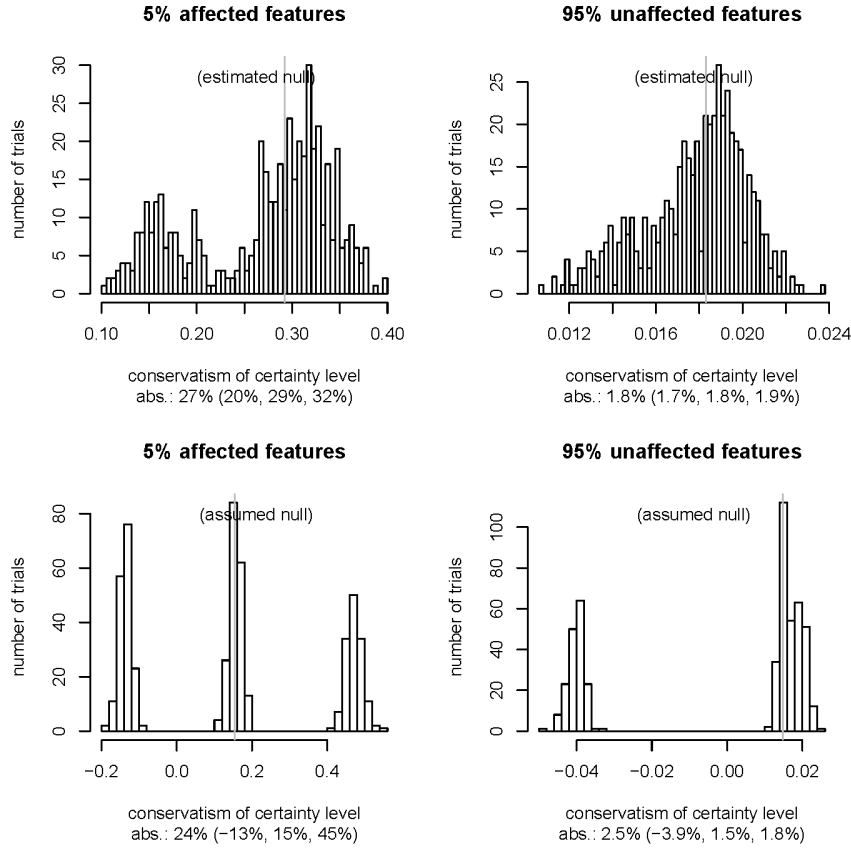 5% affected features
(estimated null)
number of trials
0 5 10 15 20 25 30
0.10 0.20 0.30 0.40
conservatism of certainty level
abs.: 27% (20%, 29%, 32%)
95% unaffected features
(estimated null)
number of trials
0 5 10 15 20 25
0.012 0.016 0.020 0.024
conservatism of certainty level
abs.: 1.8% (1.7%, 1.8%, 1.9%)
5% affected features
(assumed null)
number of trials
0 20 40 60 80
−0.2 0.0 0.2 0.4
conservatism of certainty level
abs.: 24% (−13%, 15%, 45%)
95% unaffected features
(assumed null)
number of trials
0 20 40 60 80 100
−0.04 −0.02 0.00 0.02
conservatism of certainty level
abs.: 2.5% (−3.9%, 1.5%, 1.8%)